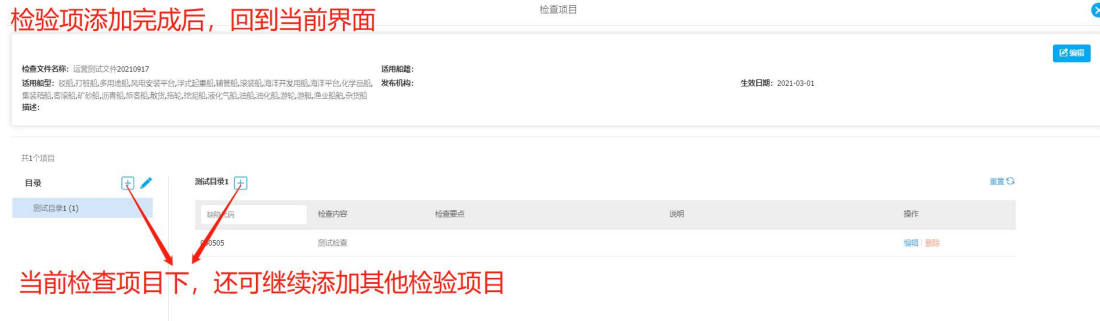 检验项添加完成后，回到当前界面
检查项目
编辑
检查文件名称：运营测试文件20210917
适用船籍：
适用船型：驳船,打桩船,多用途船,风电安装平台,浮式起重船,铺管船,滚装船,海洋开发用船,海洋平台,化学品船,
集装箱船,客滚船,矿砂船,沥青船,旅客船,散货,拖轮,挖泥船,液化气船,油船,油化船,游轮,游艇,渔业船舶,杂货船
发布机构：
生效日期：2021-03-01
描述：
共1个项目
目录
测试目录1
重置
测试目录1 (1)
检查内容
检查要点
说明
操作
测试检查
编辑 | 删除
当前检查项目下，还可继续添加其他检验项目